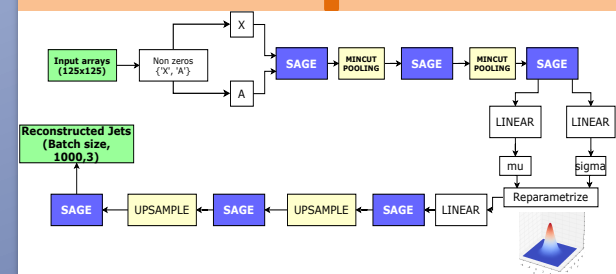 X
Input arrays
(125x125)
Non zeros
{'X', 'A'}
SAGE
MINCUT
POOLING
SAGE
MINCUT
POOLING
SAGE
A
LINEAR
LINEAR
Reconstructed Jets
(Batch size,
1000,3)
mu
sigma
Reparametrize
SAGE
UPSAMPLE
SAGE
UPSAMPLE
SAGE
LINEAR